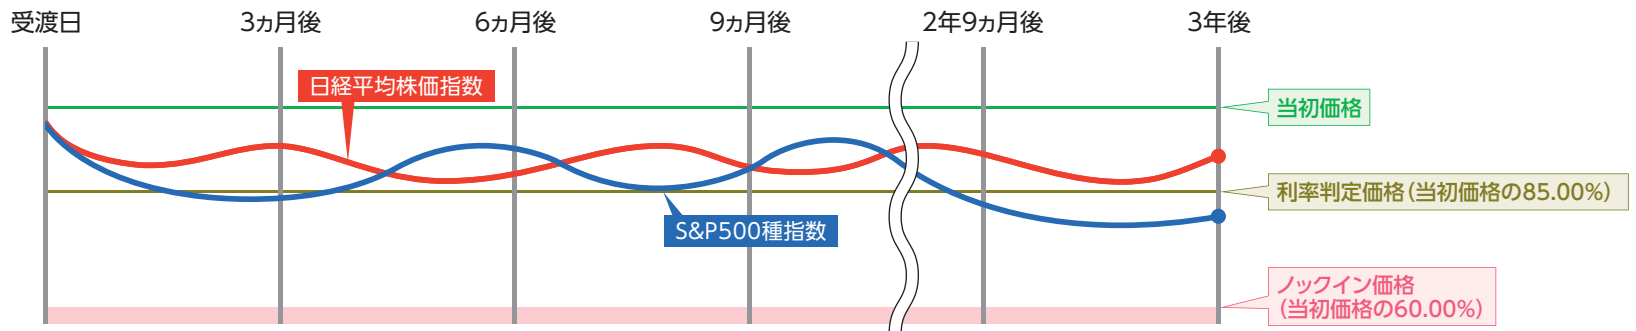 受渡日 3ヵ月後 6ヵ月後 9ヵ月後 2年9ヵ月後 3年後
日経平均株価指数
当初価格
利率判定価格(当初価格の85.00%)
S&P500種指数
ノックイン価格
(当初価格の60.00%)